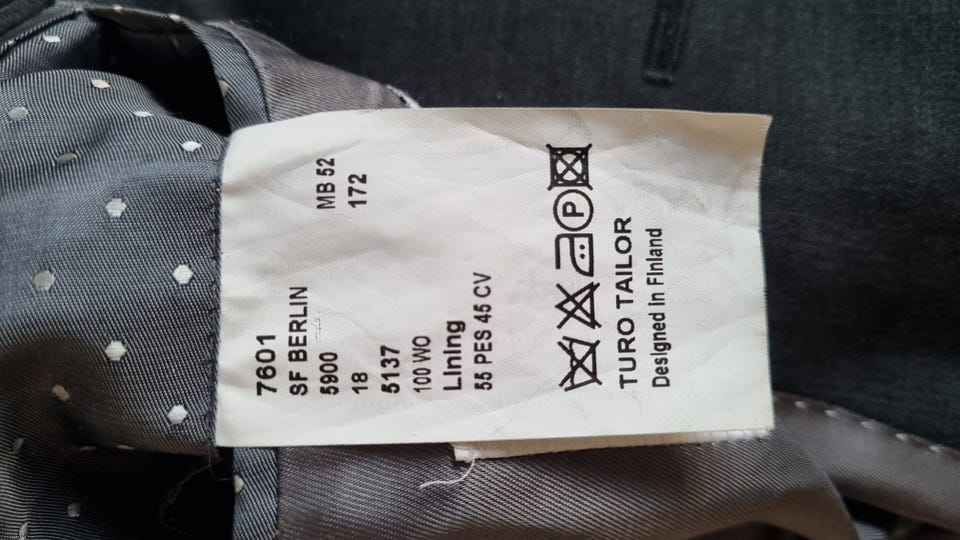 7601
SF BERLIN
5900 MB 52
18 172
5137
100 WO
Lining
55 PES 45 CV
P
TURO TAILOR
Designed in Finland